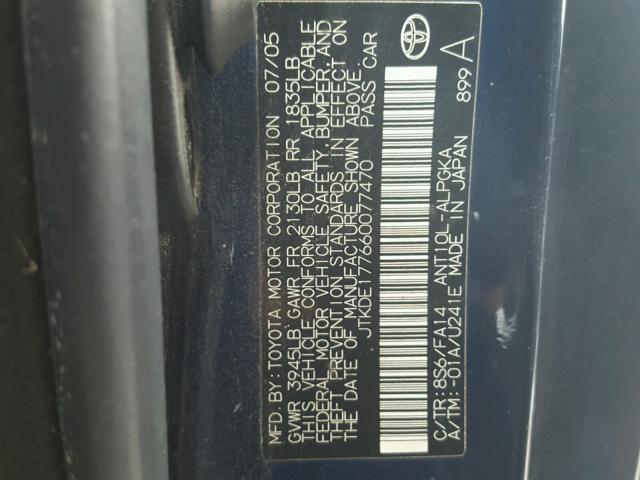 MFD. BY: TOYOTA MOTOR CORPORATION 07/05
GVWR 3945LB GAWR FR 2130LB RR 1835LB
THIS VEHICLE CONFORMS TO ALL APPLICABLE
FEDERAL MOTOR VEHICLE SAFETY, BUMPER, AND
THEFT PREVENTION STANDARDS IN EFFECT ON
THE DATE OF MANUFACTURE SHOWN ABOVE.
JTKDE177660077470 PASS CAR
C/TR: 8S6/FA14 ANT10L-ALPGKA
A/TM: -01A/U241E MADE IN JAPAN 899 A